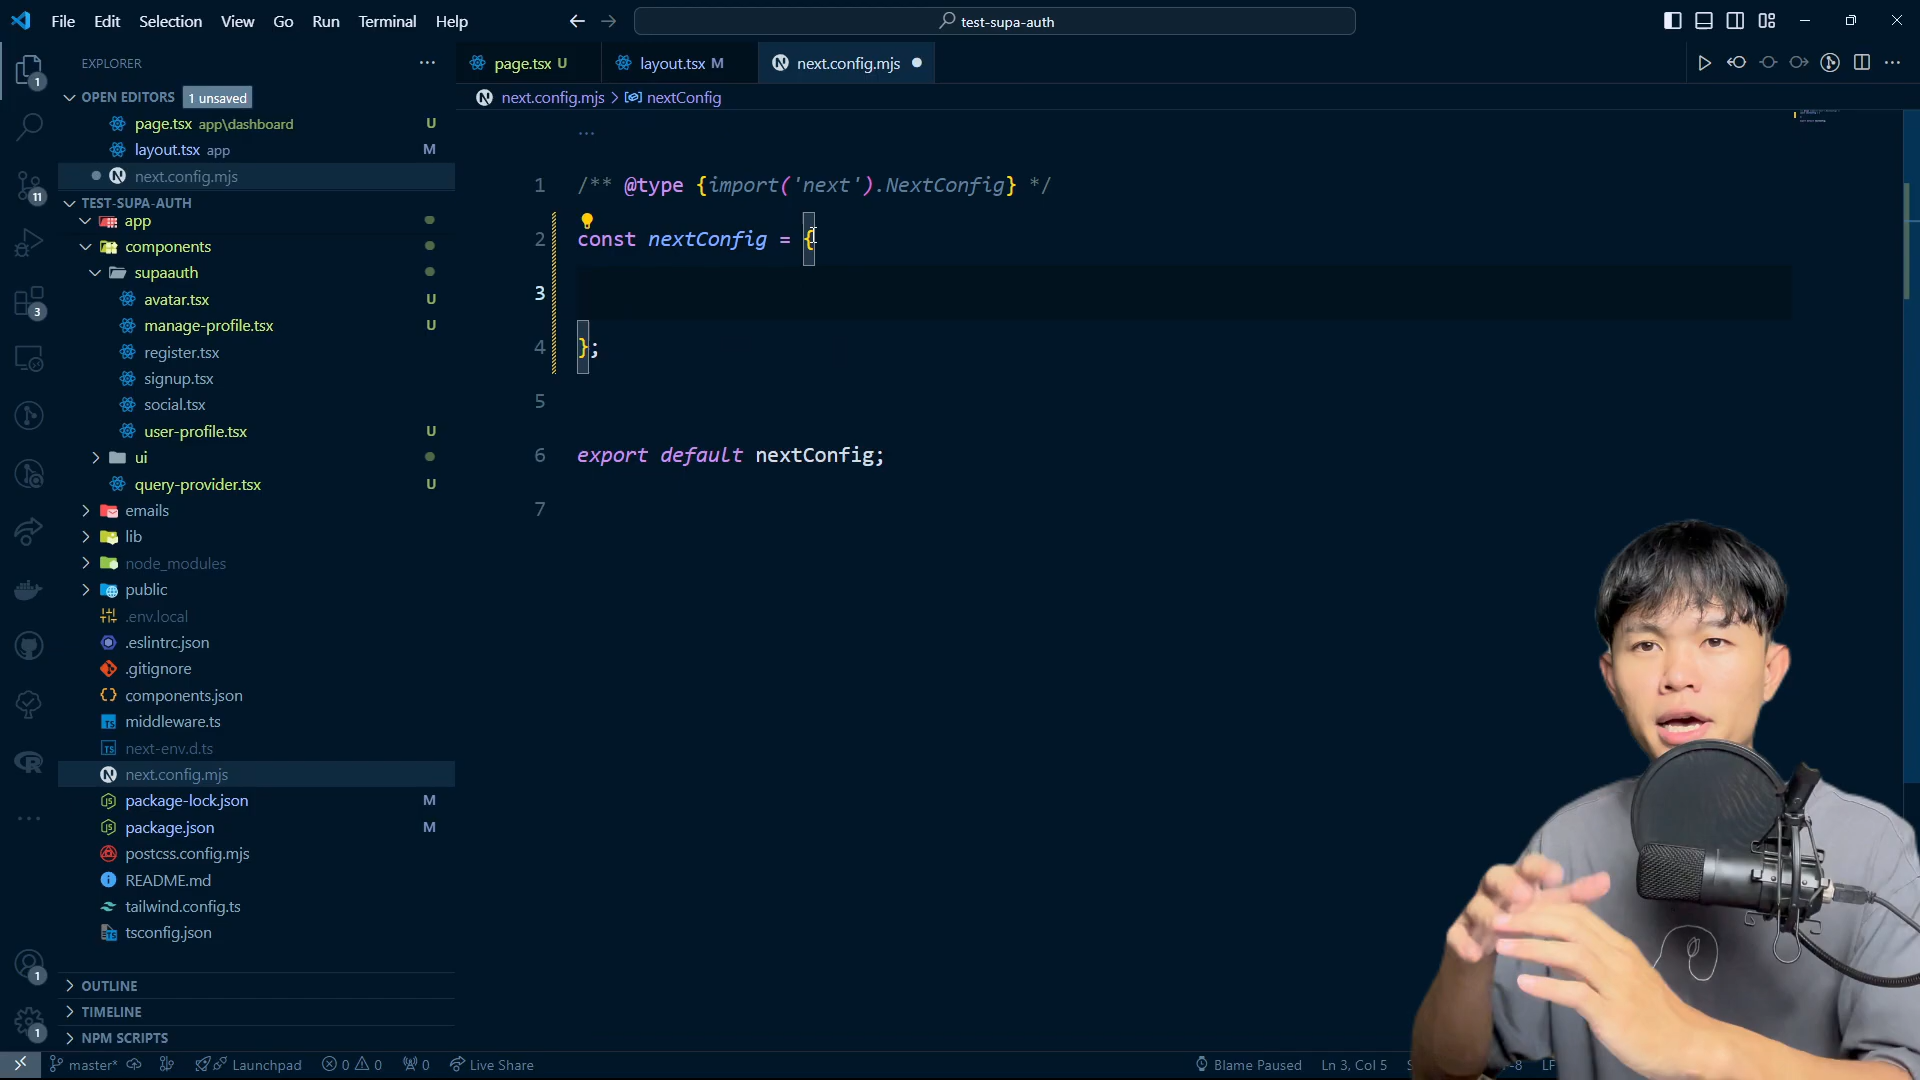 File Edit Selection View Go Run Terminal Help
test-supa-auth
EXPLORER
page.tsx U
layout.tsx M
next.config.mjs
OPEN EDITORS 1 unsaved
next.config.mjs > nextConfig
page.tsx app\dashboard U
layout.tsx app M
next.config.mjs
TEST-SUPA-AUTH
app
components
supaauth
avatar.tsx U
manage-profile.tsx U
register.tsx
signup.tsx
social.tsx
user-profile.tsx U
ui
query-provider.tsx U
emails
lib
node_modules
public
.env.local
.eslintrc.json
.gitignore
components.json
middleware.ts
next-env.d.ts
next.config.mjs
package-lock.json M
package.json M
postcss.config.mjs
README.md
tailwind.config.ts
tsconfig.json
OUTLINE
TIMELINE
NPM SCRIPTS
1 /** @type {import('next').NextConfig} */
2 const nextConfig = {
3
4 };
5
6 export default nextConfig;
7
1
11
3
1
1
master* Launchpad 0 0 0 Live Share
Blame Paused Ln 3, Col 5 LF